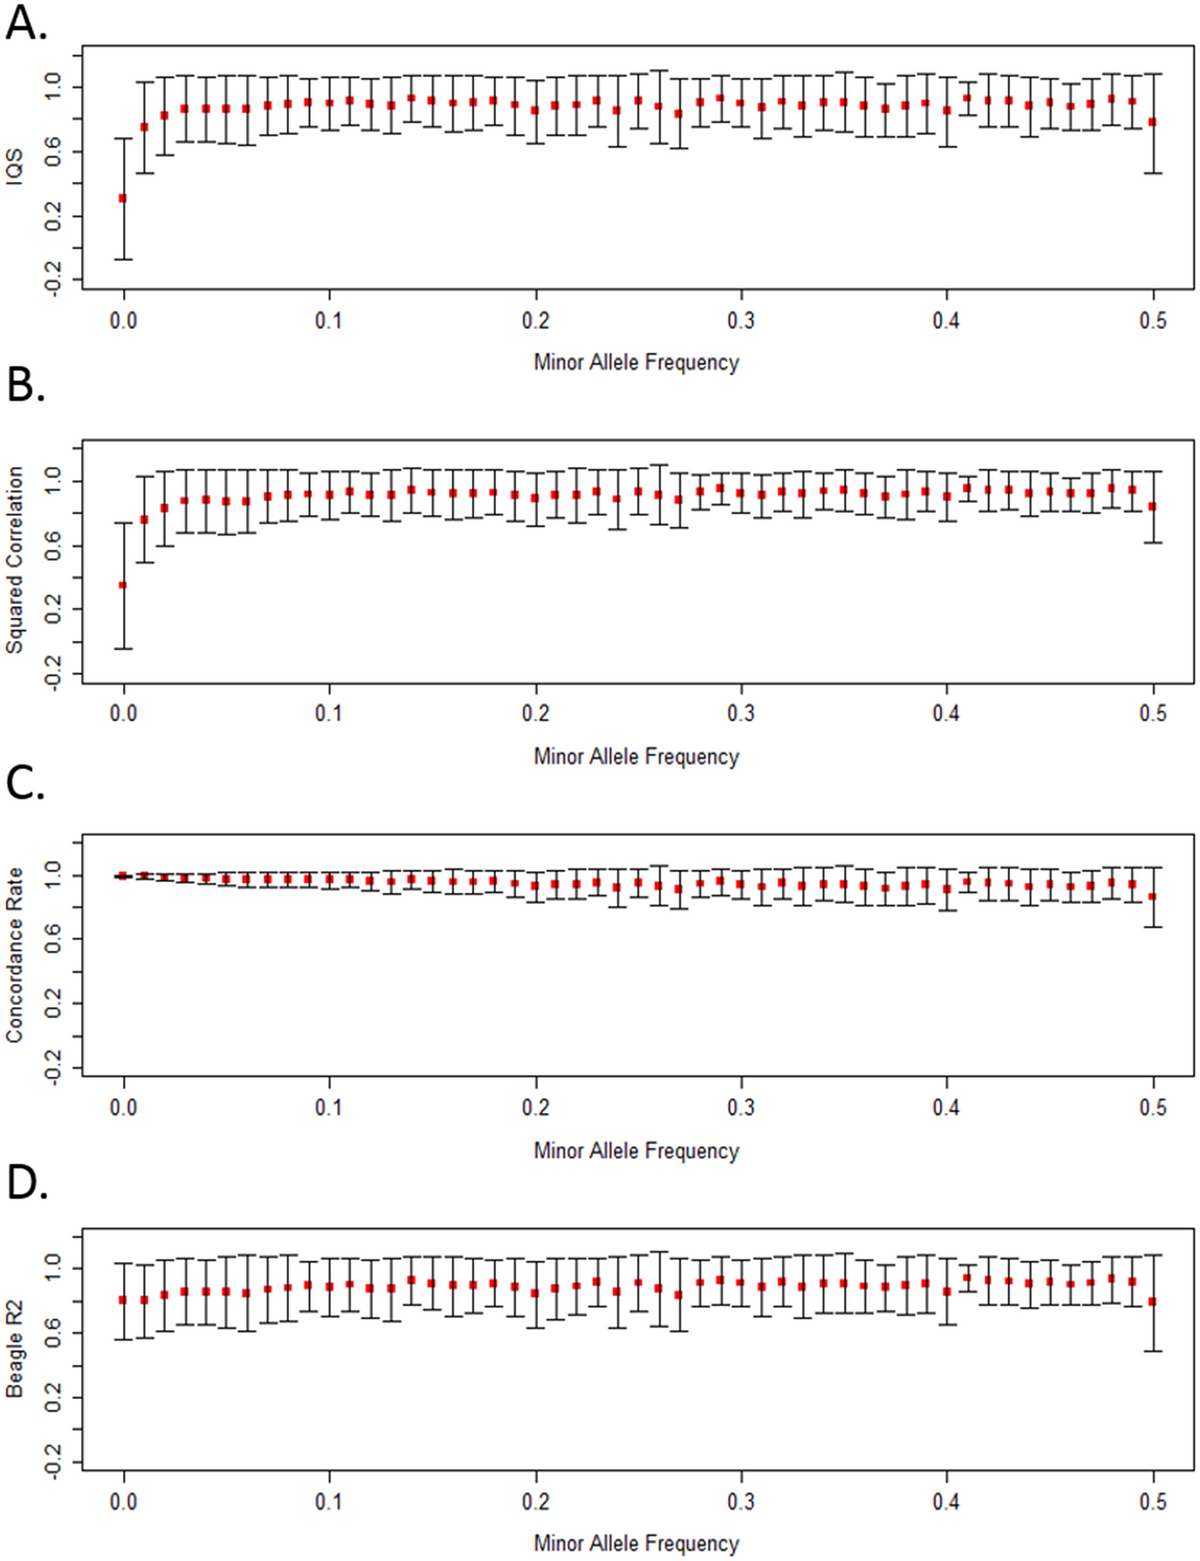 A.
IQS
1.0
0.6
0.2
-0.2
0.0 0.1 0.2 0.3 0.4 0.5
Minor Allele Frequency
B.
Squared Correlation
1.0
0.6
0.2
-0.2
0.0 0.1 0.2 0.3 0.4 0.5
Minor Allele Frequency
C.
Concordance Rate
1.0
0.6
0.2
-0.2
0.0 0.1 0.2 0.3 0.4 0.5
Minor Allele Frequency
D.
Beagle R2
1.0
0.6
0.2
-0.2
0.0 0.1 0.2 0.3 0.4 0.5
Minor Allele Frequency